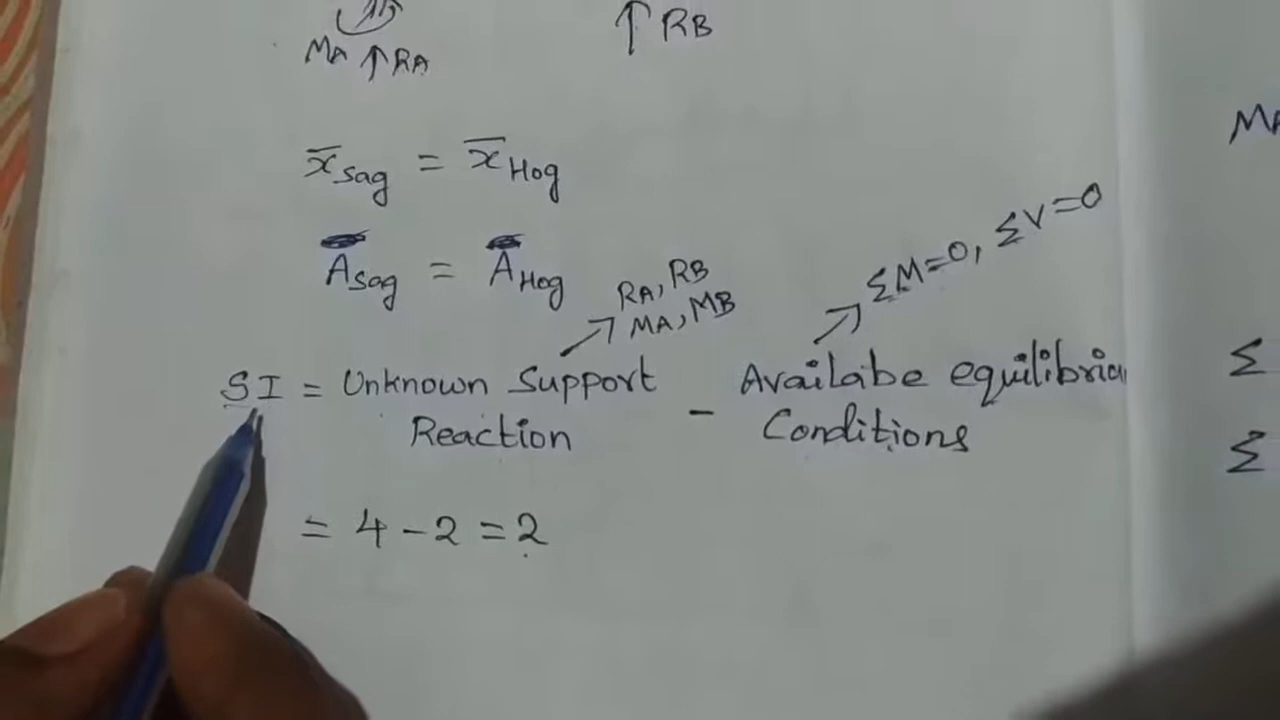 MA ↑RA
↑ RB
x̄Sag = x̄Hog
ĀSag = ĀHog
RA, RB
MA, MB
ΣM=0, ΣV=0
SI = Unknown Support Reaction - Availabe equilibria Conditions
= 4 - 2 = 2
Σ
Σ